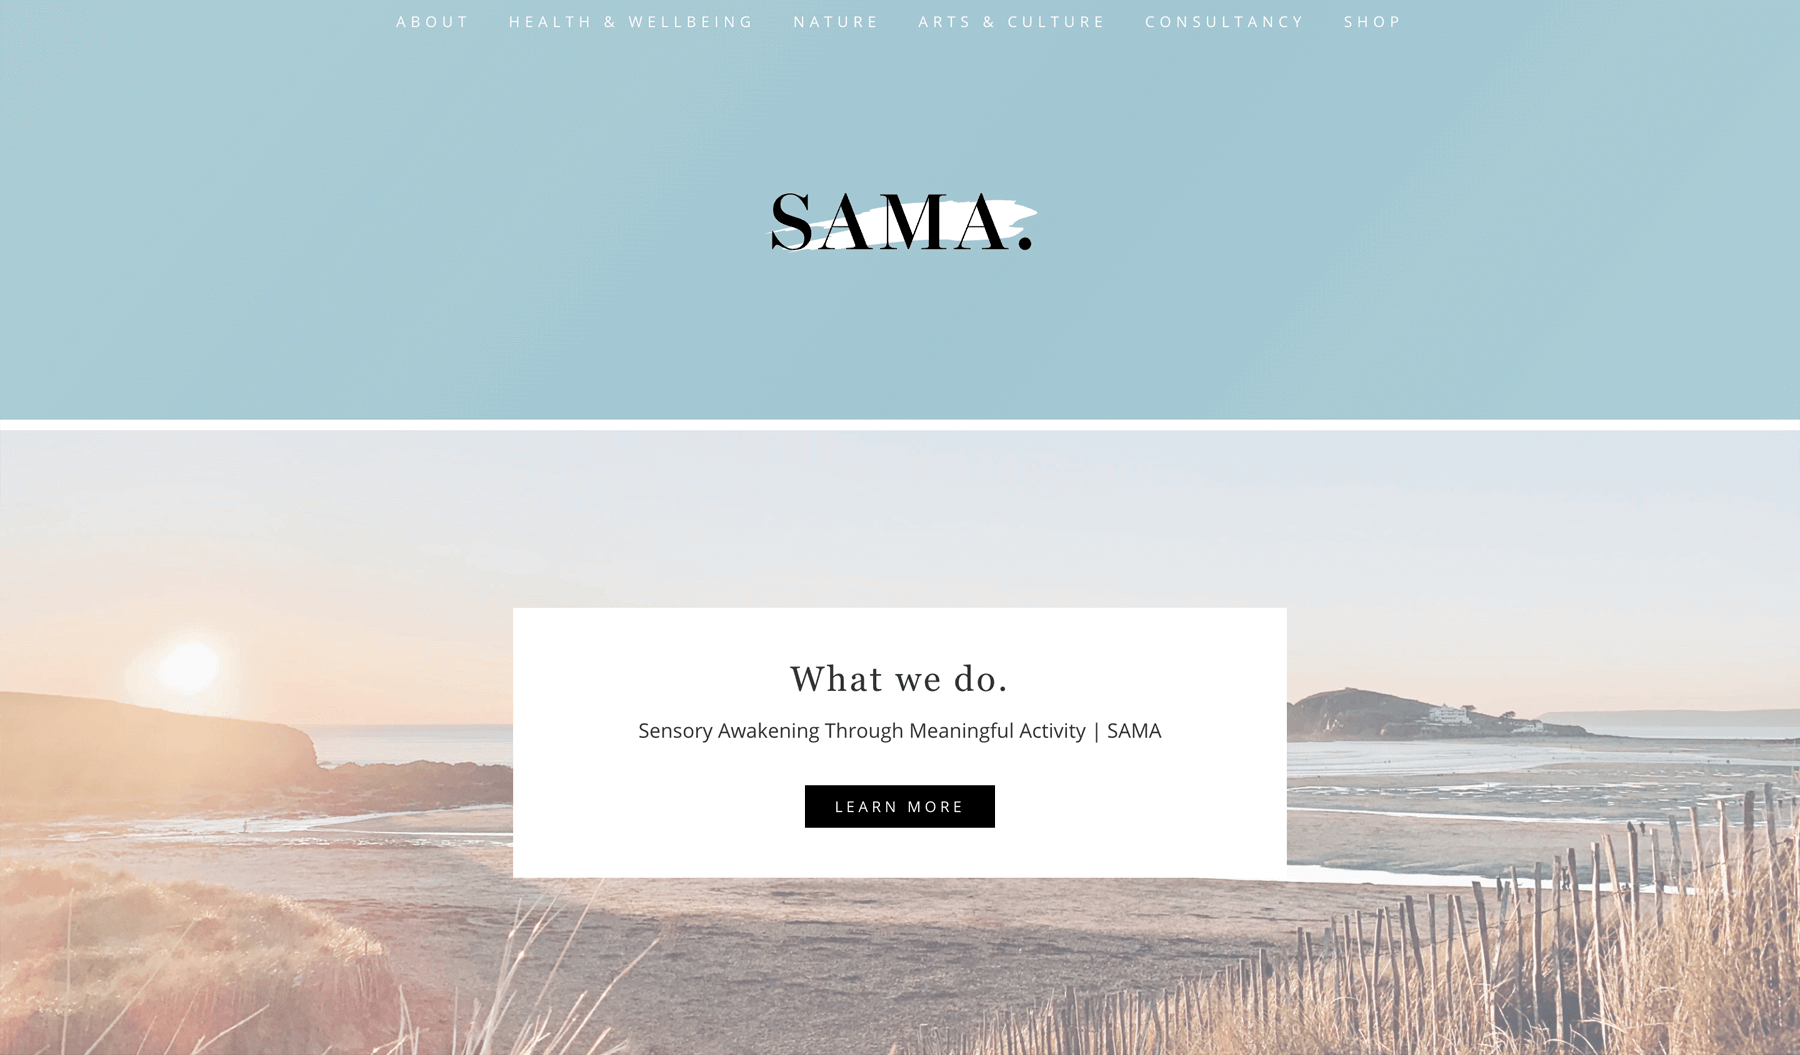 ABOUT HEALTH & WELLBEING NATURE ARTS & CULTURE CONSULTANCY SHOP
SAMA.
What we do.
Sensory Awakening Through Meaningful Activity | SAMA
LEARN MORE